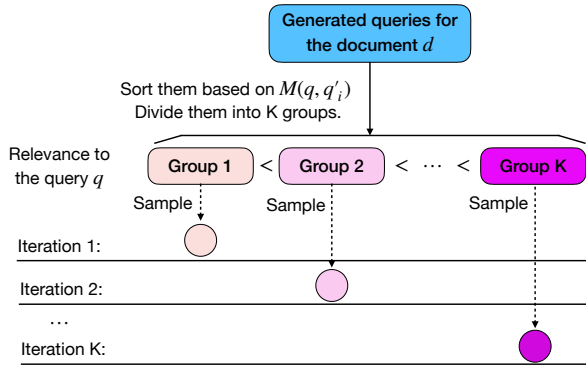 Generated queries for
the document d
Sort them based on M(q, q'_i)
Divide them into K groups.
Relevance to
the query q
Group 1 < Group 2 < ··· < Group K
Sample Sample Sample
Iteration 1:
Iteration 2:
...
Iteration K: